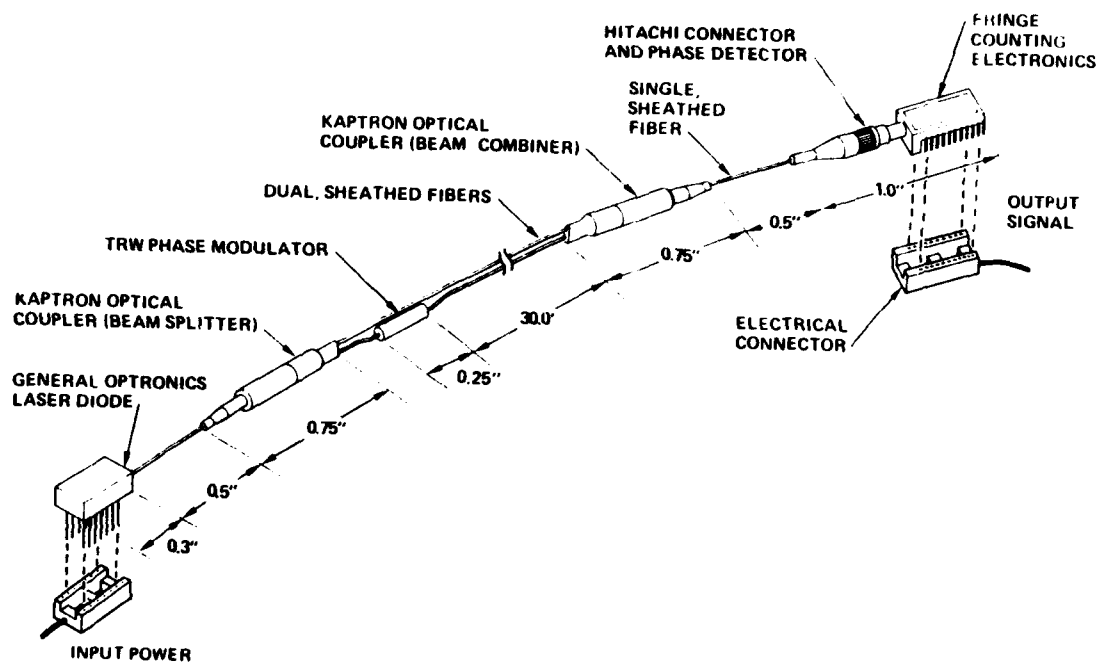 FRINGE
COUNTING
ELECTRONICS
HITACHI CONNECTOR
AND PHASE DETECTOR
SINGLE,
SHEATHED
FIBER
KAPTRON OPTICAL
COUPLER (BEAM COMBINER)
DUAL, SHEATHED FIBERS
TRW PHASE MODULATOR
KAPTRON OPTICAL
COUPLER (BEAM SPLITTER)
GENERAL OPTRONICS
LASER DIODE
1.0"
OUTPUT
SIGNAL
0.5"
0.75"
30.0'
ELECTRICAL
CONNECTOR
0.25"
0.75"
0.5"
0.3"
INPUT POWER